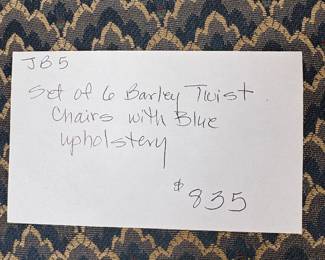 JB5
Set of 6 Barley Twist
Chairs with Blue
upholstery
$835